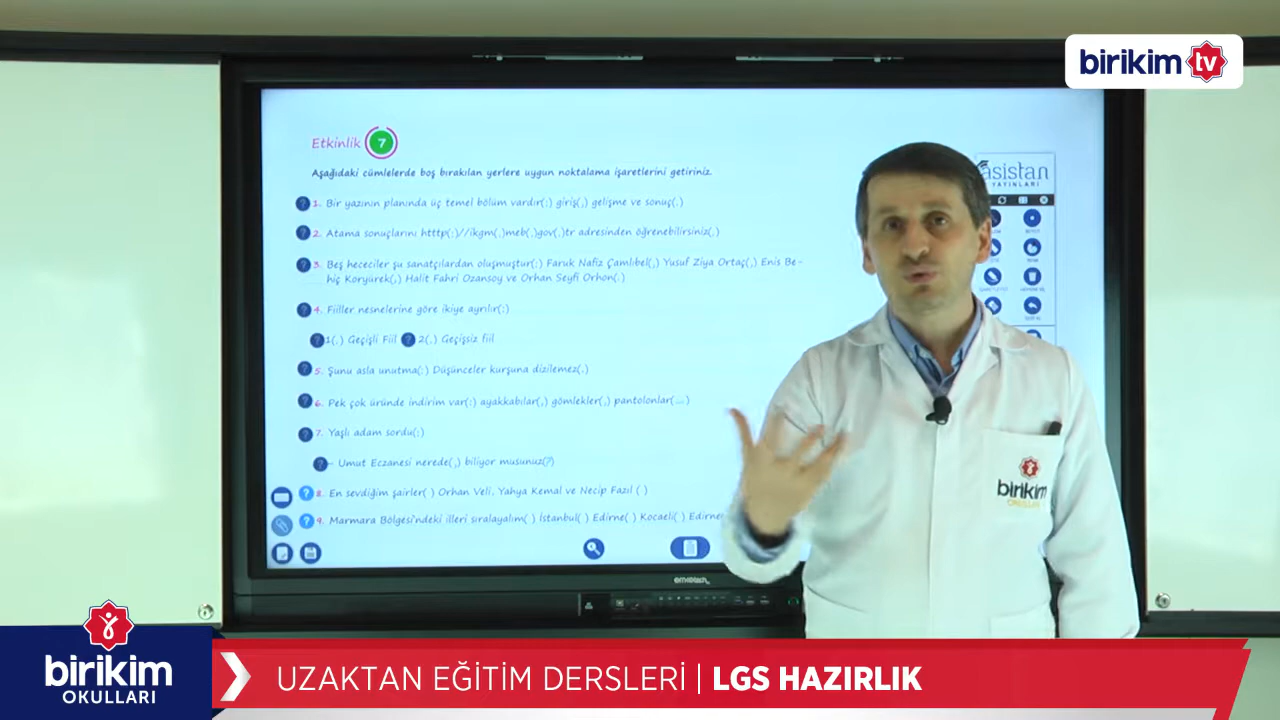 birikim tv
Etkinlik 7
Aşağıdaki cümlelerde boş bırakılan yerlere uygun noktalama işaretlerini getiriniz.
asistan
YAYINLARI
1. Bir yazının planında üç temel bölüm vardır(:) giriş(,) gelişme ve sonuç(.)
2. Atama sonuçlarını htttp(:)//ikgm(.)meb(.)gov(.)tr adresinden öğrenebilirsiniz(.)
3. Beş hececiler şu sanatçılardan oluşmuştur(:) Faruk Nafiz Çamlıbel(,) Yusuf Ziya Ortaç(,) Enis Be-
hiç Koryürek(,) Halit Fahri Ozansoy ve Orhan Seyfi Orhon(.)
4. Fiiller nesnelerine göre ikiye ayrılır(:)
1(.) Geçişli Fiil 2(.) Geçişsiz fiil
5. Şunu asla unutma(:) Düşünceler kurşuna dizilemez(.)
6. Pek çok üründe indirim var(:) ayakkabılar(,) gömlekler(,) pantolonlar(...)
7. Yaşlı adam sordu(:)
- Umut Eczanesi nerede(,) biliyor musunuz(?)
8. En sevdiğim şairler( ) Orhan Veli, Yahya Kemal ve Necip Fazıl ( )
9. Marmara Bölgesi'ndeki illeri sıralayalım( ) İstanbul( ) Edirne( ) Kocaeli( ) Edirne
birikim
OKULLARI
birikim
OKULLARI
UZAKTAN EĞİTİM DERSLERİ | LGS HAZIRLIK